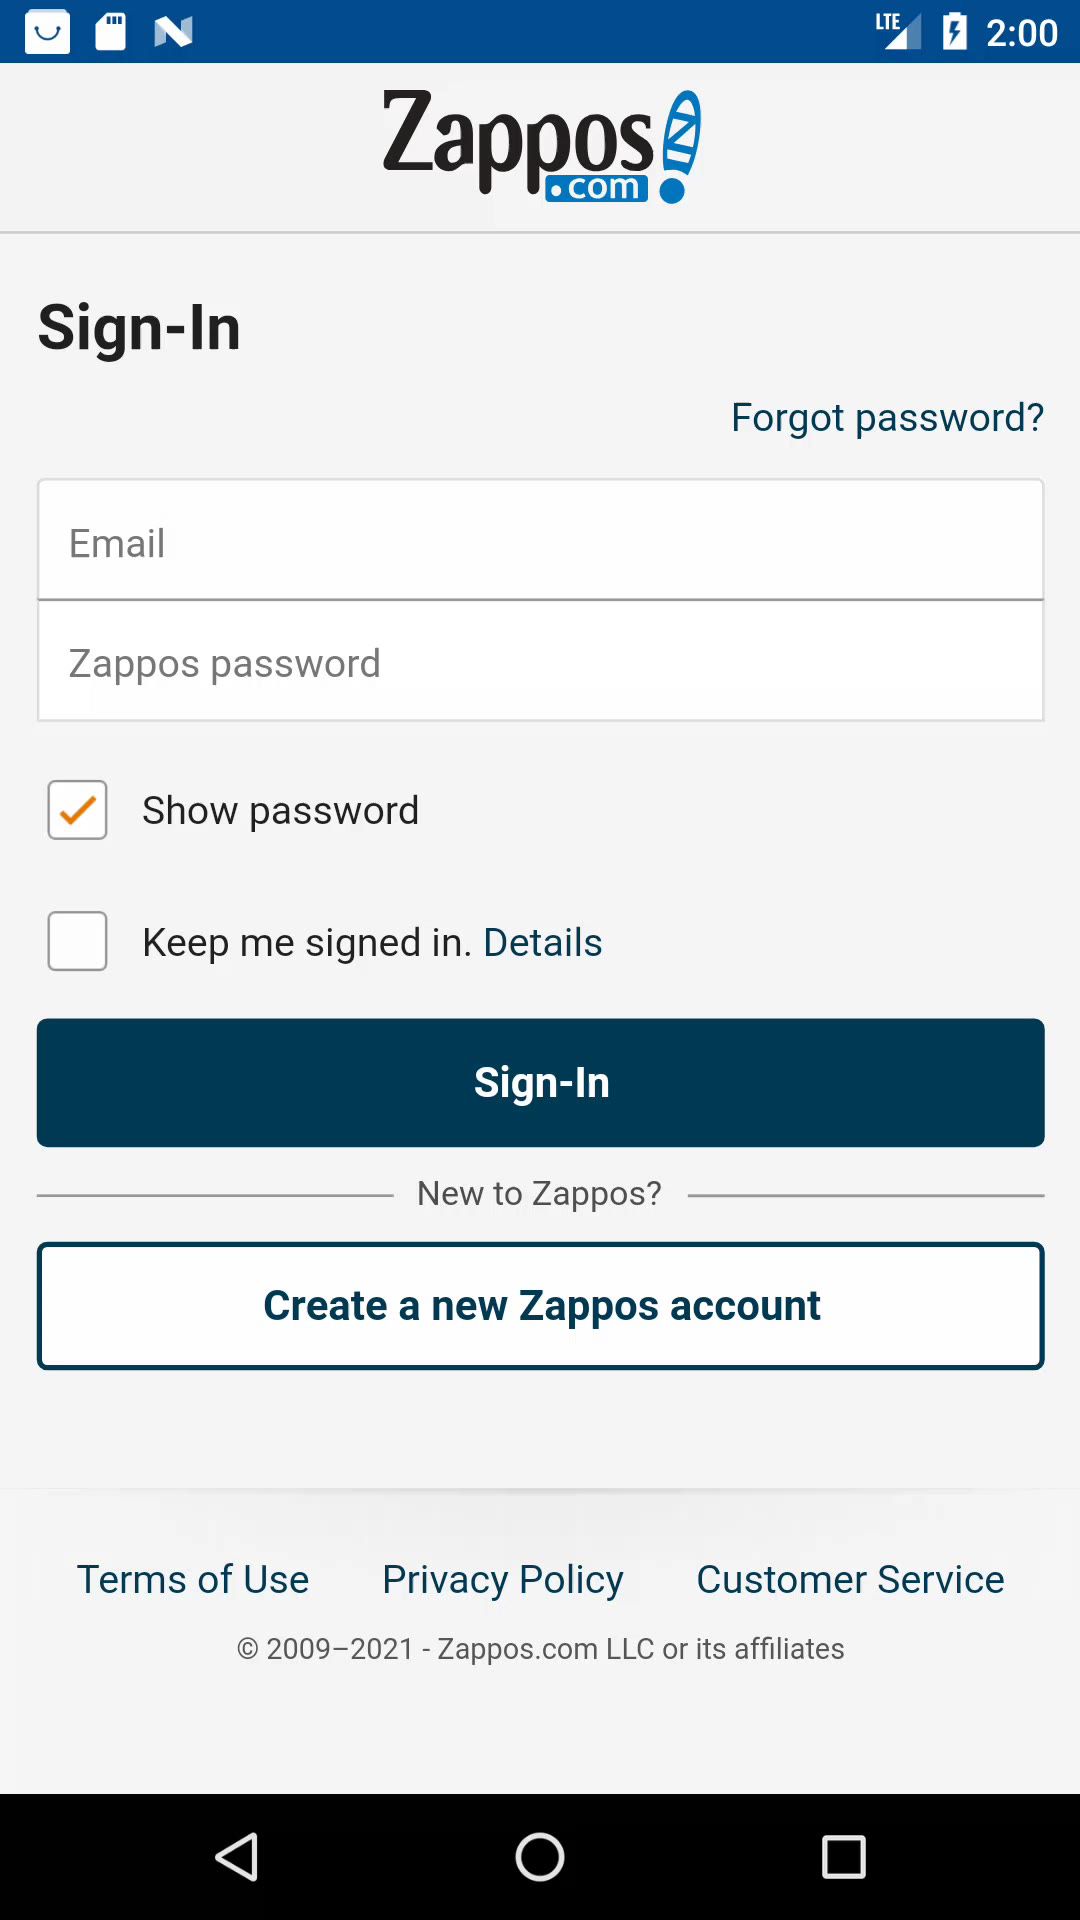 LTE 2:00
Zappos
.com
Sign-In
Forgot password?
Email
Zappos password
Show password
Keep me signed in. Details
Sign-In
New to Zappos?
Create a new Zappos account
Terms of Use Privacy Policy Customer Service
© 2009–2021 - Zappos.com LLC or its affiliates